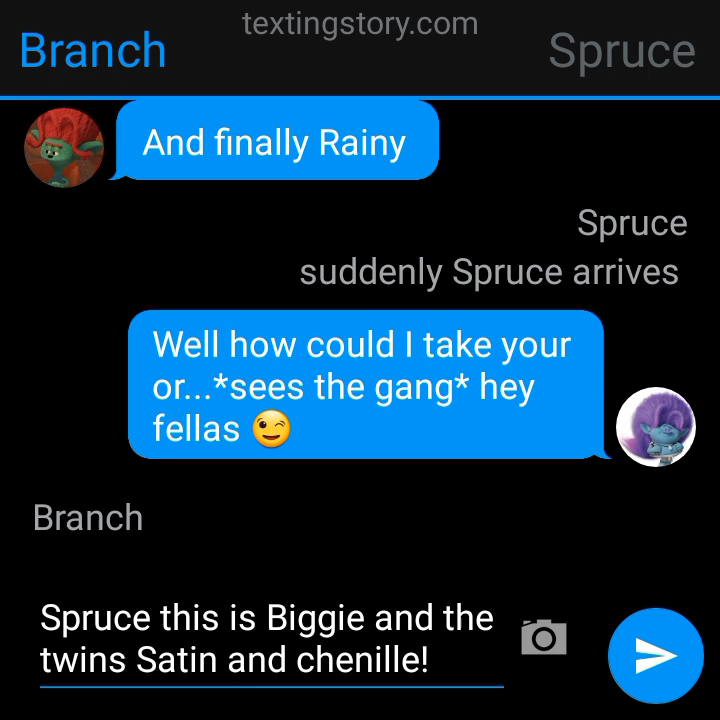 textingstory.com
Branch
Spruce
And finally Rainy
Spruce
suddenly Spruce arrives
Well how could I take your
or...*sees the gang* hey
fellas 😉
Branch
Spruce this is Biggie and the
twins Satin and chenille!